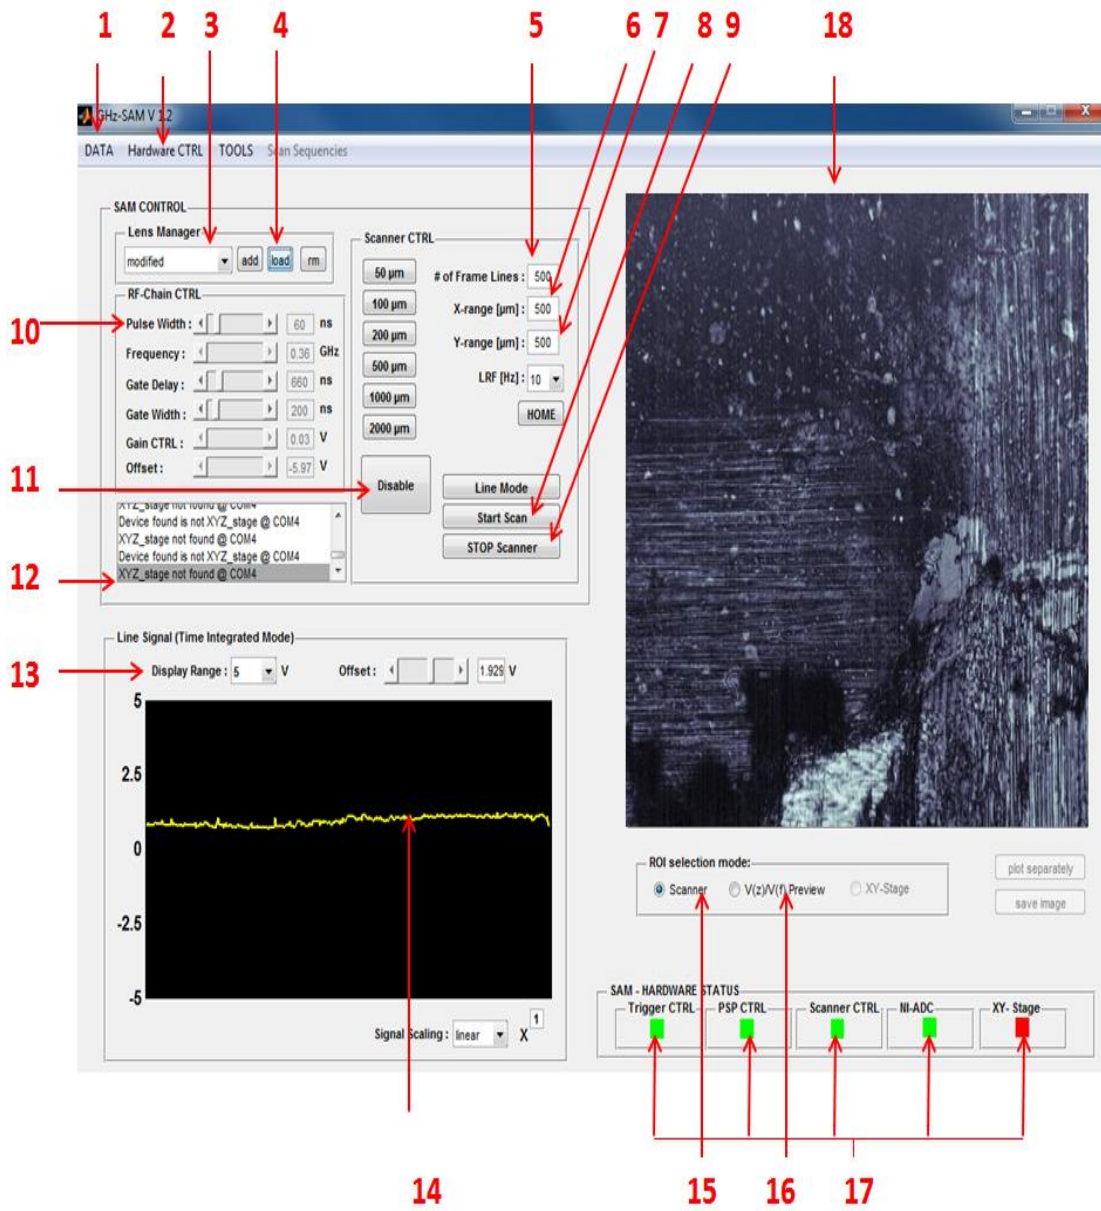 1 2 3 4 5 6 7 8 9 18
GHz-SAM V 1.2
DATA Hardware CTRL TOOLS Scan Sequencies
SAM CONTROL
Lens Manager
modified add load rm
RF-Chain CTRL
10
Pulse Width : 60 ns
Frequency : 0.36 GHz
Gate Delay : 660 ns
Gate Width : 200 ns
Gain CTRL : 0.03 V
Offset : -5.97 V
Scanner CTRL
50 µm
100 µm
200 µm
500 µm
1000 µm
2000 µm
# of Frame Lines : 500
X-range [µm] : 500
Y-range [µm] : 500
LRF [Hz] : 10
HOME
11
Disable
Line Mode
Start Scan
STOP Scanner
XYZ_stage not found @ COM4
Device found is not XYZ_stage @ COM4
XYZ_stage not found @ COM4
Device found is not XYZ_stage @ COM4
XYZ_stage not found @ COM4
12
Line Signal (Time Integrated Mode)
13
Display Range : 5 V Offset : 1.929 V
5
2.5
0
-2.5
-5
Signal Scaling : linear X 1
ROI selection mode:
Scanner V(z)/V(f) Preview XY-Stage
plot separately
save image
SAM - HARDWARE STATUS
Trigger CTRL PSP CTRL Scanner CTRL NI-ADC XY- Stage
14 15 16 17